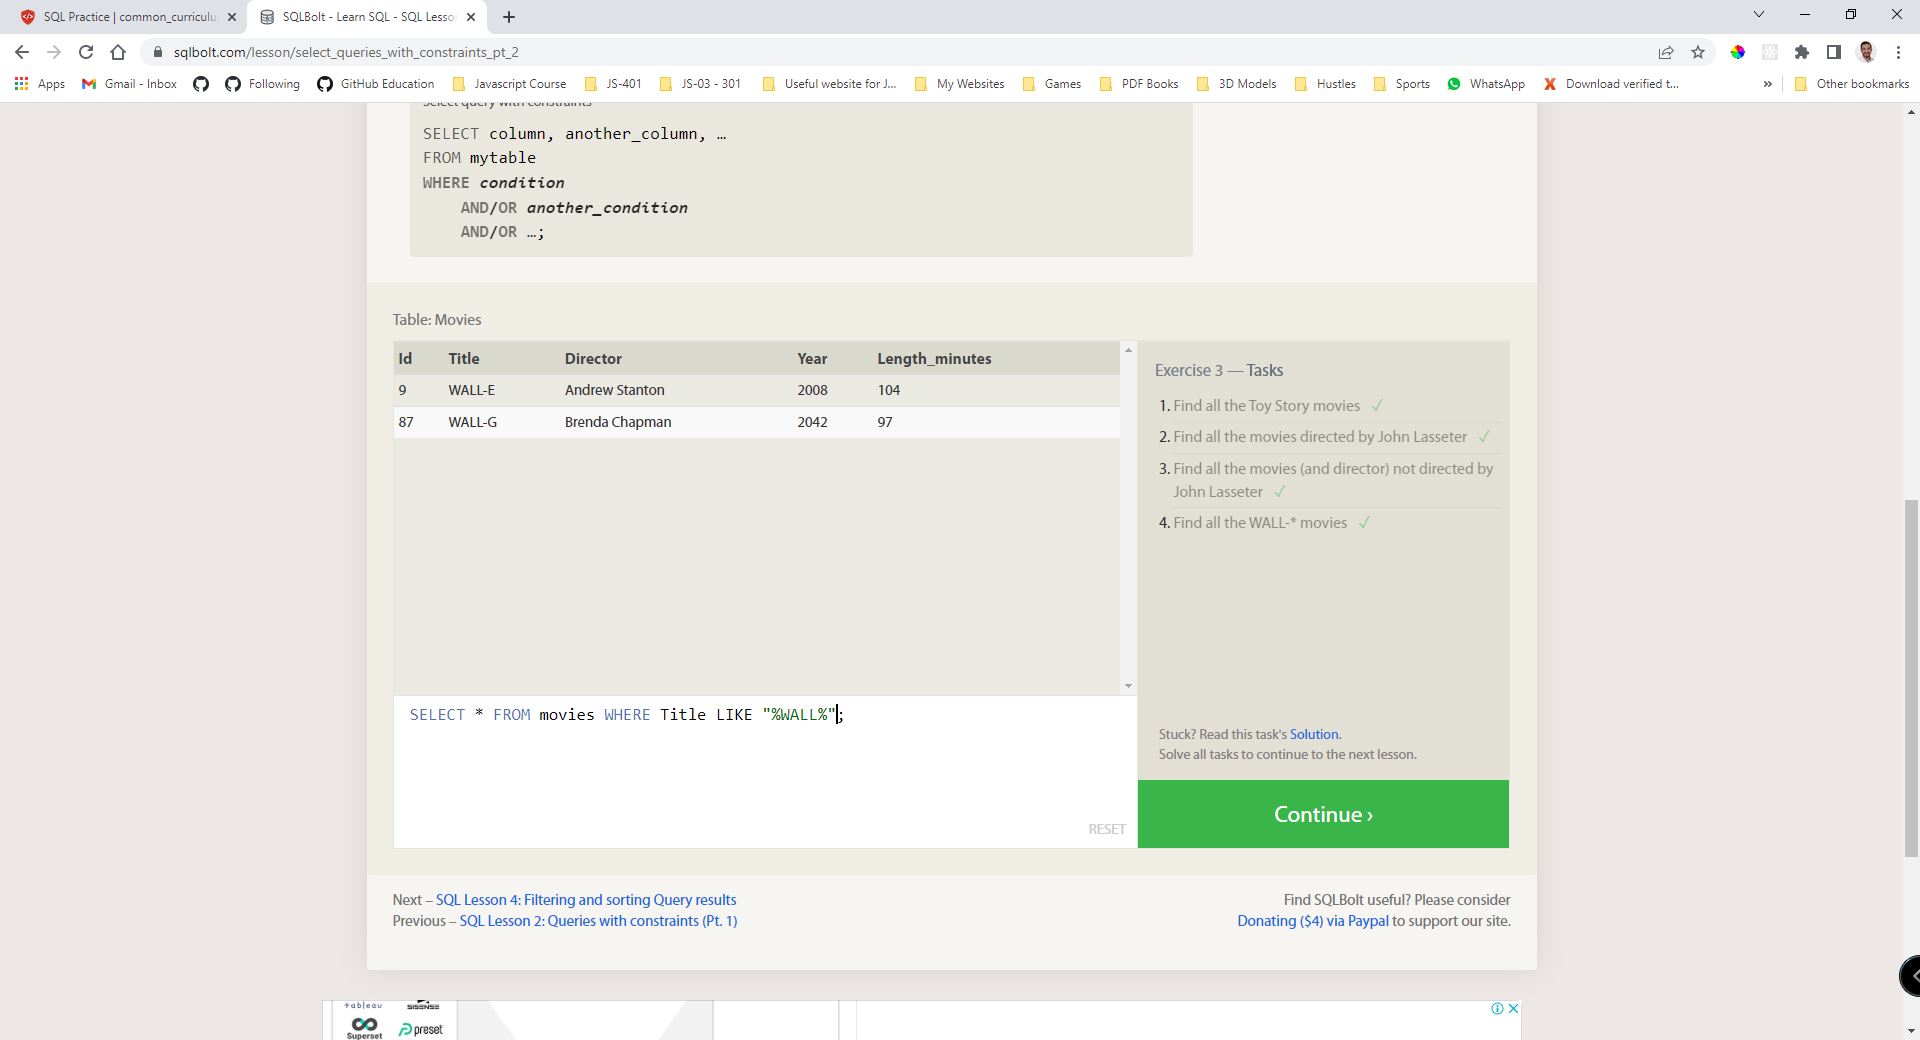 SQL Practice | common_curriculu
SQLBolt - Learn SQL - SQL Lesso
sqlbolt.com/lesson/select_queries_with_constraints_pt_2
Apps
Gmail - Inbox
Following
GitHub Education
Javascript Course
JS-401
JS-03 - 301
Useful website for J...
My Websites
Games
PDF Books
3D Models
Hustles
Sports
WhatsApp
Download verified t...
»
Other bookmarks
Select query with constraints
SELECT column, another_column, …
FROM mytable
WHERE condition
AND/OR another_condition
AND/OR …;
Table: Movies
Id Title Director Year Length_minutes
9 WALL-E Andrew Stanton 2008 104
87 WALL-G Brenda Chapman 2042 97
SELECT * FROM movies WHERE Title LIKE "%WALL%";
RESET
Exercise 3 — Tasks
1. Find all the Toy Story movies ✓
2. Find all the movies directed by John Lasseter ✓
3. Find all the movies (and director) not directed by
John Lasseter ✓
4. Find all the WALL-* movies ✓
Stuck? Read this task's Solution.
Solve all tasks to continue to the next lesson.
Continue ›
Next – SQL Lesson 4: Filtering and sorting Query results
Previous – SQL Lesson 2: Queries with constraints (Pt. 1)
Find SQLBolt useful? Please consider
Donating ($4) via Paypal to support our site.
+ableau
SISENSE
Superset
preset